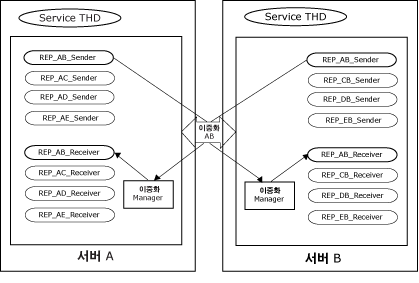 Service THD
REP_AB_Sender
REP_AC_Sender
REP_AD_Sender
REP_AE_Sender
REP_AB_Receiver
REP_AC_Receiver
REP_AD_Receiver
REP_AE_Receiver
이중화
Manager
서버 A
이중화
AB
Service THD
REP_AB_Sender
REP_CB_Sender
REP_DB_Sender
REP_EB_Sender
REP_AB_Receiver
REP_CB_Receiver
REP_DB_Receiver
REP_EB_Receiver
이중화
Manager
서버 B